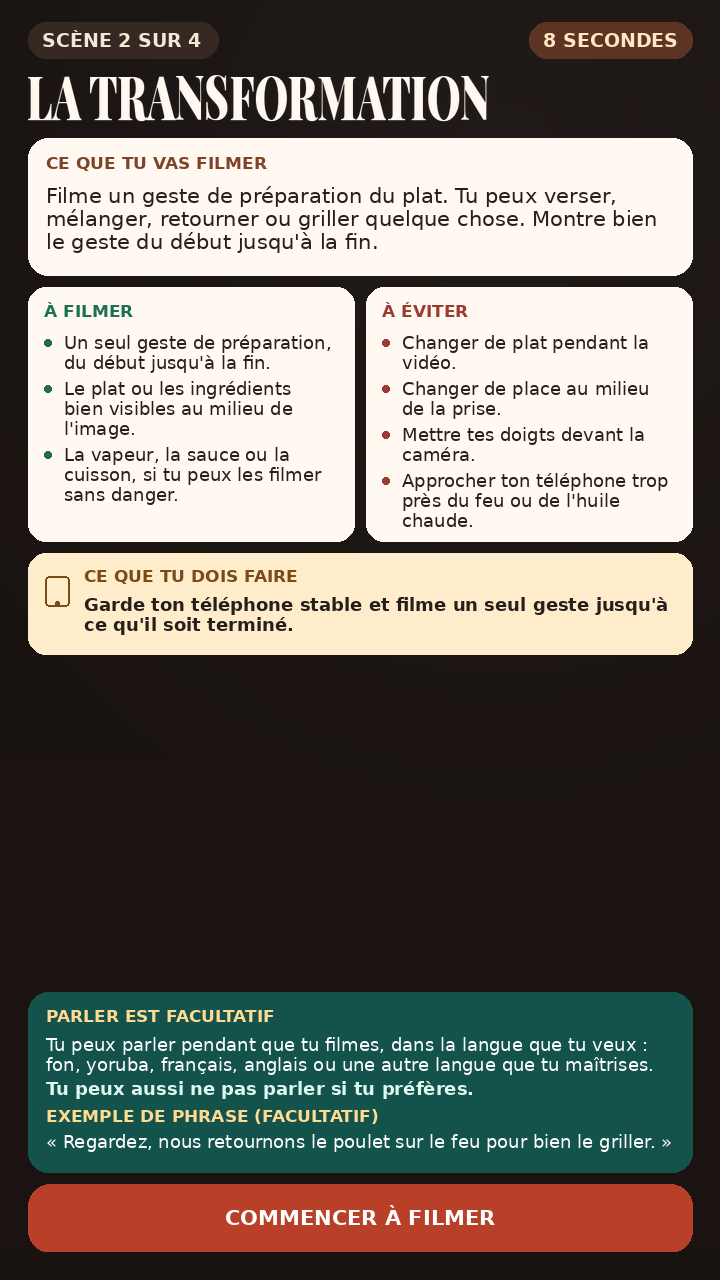 SCÈNE 2 SUR 4
8 SECONDES
LA TRANSFORMATION
CE QUE TU VAS FILMER
Filme un geste de préparation du plat. Tu peux verser,
mélanger, retourner ou griller quelque chose. Montre bien
le geste du début jusqu'à la fin.
À FILMER
Un seul geste de préparation,
du début jusqu'à la fin.
Le plat ou les ingrédients
bien visibles au milieu de
l'image.
La vapeur, la sauce ou la
cuisson, si tu peux les filmer
sans danger.
À ÉVITER
Changer de plat pendant la
vidéo.
Changer de place au milieu
de la prise.
Mettre tes doigts devant la
caméra.
Approcher ton téléphone trop
près du feu ou de l'huile
chaude.
CE QUE TU DOIS FAIRE
Garde ton téléphone stable et filme un seul geste jusqu'à
ce qu'il soit terminé.
PARLER EST FACULTATIF
Tu peux parler pendant que tu filmes, dans la langue que tu veux :
fon, yoruba, français, anglais ou une autre langue que tu maîtrises.
Tu peux aussi ne pas parler si tu préfères.
EXEMPLE DE PHRASE (FACULTATIF)
« Regardez, nous retournons le poulet sur le feu pour bien le griller. »
COMMENCER À FILMER